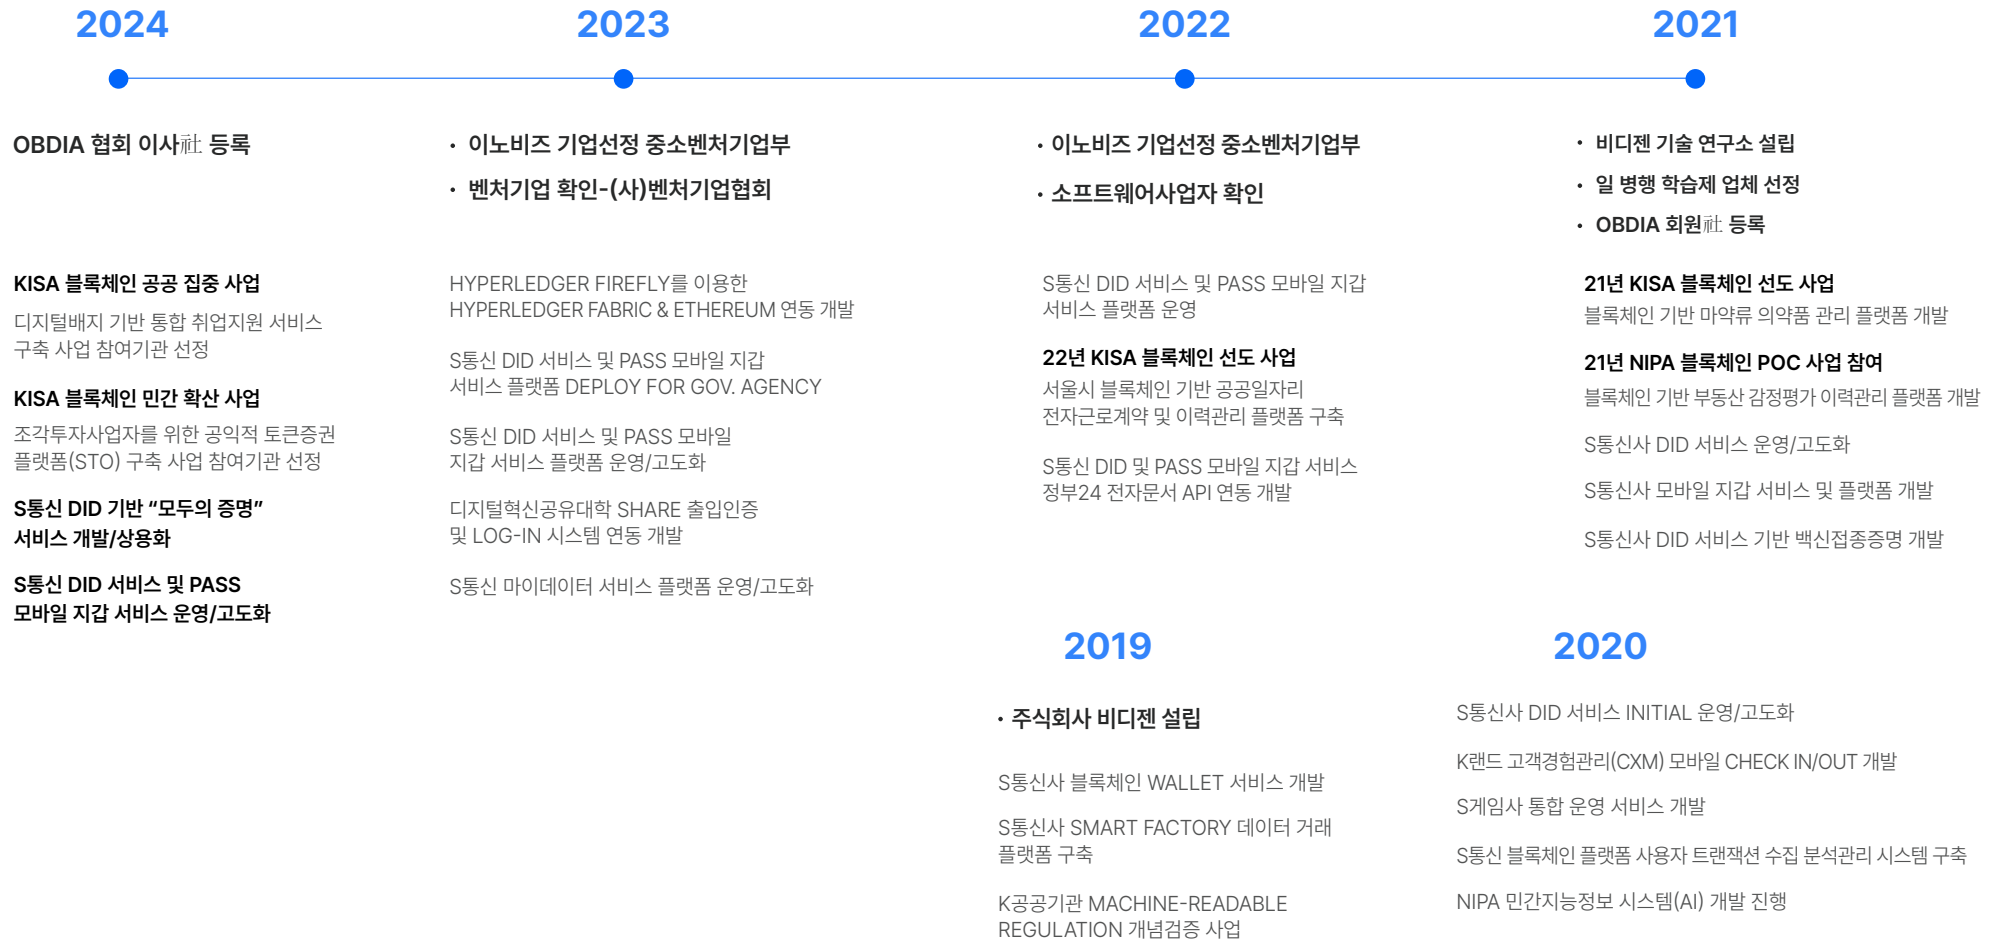 2024
OBDIA 협회 이사社 등록
KISA 블록체인 공공 집중 사업
디지털배지 기반 통합 취업지원 서비스
구축 사업 참여기관 선정
KISA 블록체인 민간 확산 사업
조각투자사업자를 위한 공익적 토큰증권
플랫폼(STO) 구축 사업 참여기관 선정
S통신 DID 기반 “모두의 증명”
서비스 개발/상용화
S통신 DID 서비스 및 PASS
모바일 지갑 서비스 운영/고도화
2023
• 이노비즈 기업선정 중소벤처기업부
• 벤처기업 확인-(사)벤처기업협회
HYPERLEDGER FIREFLY를 이용한
HYPERLEDGER FABRIC & ETHEREUM 연동 개발
S통신 DID 서비스 및 PASS 모바일 지갑
서비스 플랫폼 DEPLOY FOR GOV. AGENCY
S통신 DID 서비스 및 PASS 모바일
지갑 서비스 플랫폼 운영/고도화
디지털혁신공유대학 SHARE 출입인증
및 LOG-IN 시스템 연동 개발
S통신 마이데이터 서비스 플랫폼 운영/고도화
2022
• 이노비즈 기업선정 중소벤처기업부
• 소프트웨어사업자 확인
S통신 DID 서비스 및 PASS 모바일 지갑
서비스 플랫폼 운영
22년 KISA 블록체인 선도 사업
서울시 블록체인 기반 공공일자리
전자근로계약 및 이력관리 플랫폼 구축
S통신 DID 및 PASS 모바일 지갑 서비스
정부24 전자문서 API 연동 개발
2021
• 비디젠 기술 연구소 설립
• 일 병행 학습제 업체 선정
• OBDIA 회원社 등록
21년 KISA 블록체인 선도 사업
블록체인 기반 마약류 의약품 관리 플랫폼 개발
21년 NIPA 블록체인 POC 사업 참여
블록체인 기반 부동산 감정평가 이력관리 플랫폼 개발
S통신사 DID 서비스 운영/고도화
S통신사 모바일 지갑 서비스 및 플랫폼 개발
S통신사 DID 서비스 기반 백신접종증명 개발
2019
• 주식회사 비디젠 설립
S통신사 블록체인 WALLET 서비스 개발
S통신사 SMART FACTORY 데이터 거래
플랫폼 구축
K공공기관 MACHINE-READABLE
REGULATION 개념검증 사업
2020
S통신사 DID 서비스 INITIAL 운영/고도화
K랜드 고객경험관리(CXM) 모바일 CHECK IN/OUT 개발
S게임사 통합 운영 서비스 개발
S통신 블록체인 플랫폼 사용자 트랜잭션 수집 분석관리 시스템 구축
NIPA 민간지능정보 시스템(AI) 개발 진행